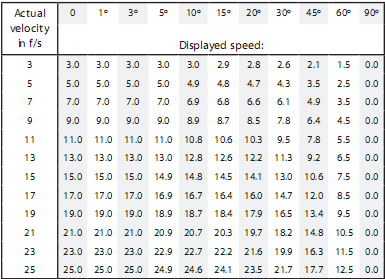 Actual velocity in f/s 0 1° 3° 5° 10° 15° 20° 30° 45° 60° 90°
Displayed speed:
3 3.0 3.0 3.0 3.0 3.0 2.9 2.8 2.6 2.1 1.5 0.0
5 5.0 5.0 5.0 5.0 4.9 4.8 4.7 4.3 3.5 2.5 0.0
7 7.0 7.0 7.0 7.0 6.9 6.8 6.6 6.1 4.9 3.5 0.0
9 9.0 9.0 9.0 9.0 8.9 8.7 8.5 7.8 6.4 4.5 0.0
11 11.0 11.0 11.0 11.0 10.8 10.6 10.3 9.5 7.8 5.5 0.0
13 13.0 13.0 13.0 13.0 12.8 12.6 12.2 11.3 9.2 6.5 0.0
15 15.0 15.0 15.0 14.9 14.8 14.5 14.1 13.0 10.6 7.5 0.0
17 17.0 17.0 17.0 16.9 16.7 16.4 16.0 14.7 12.0 8.5 0.0
19 19.0 19.0 19.0 18.9 18.7 18.4 17.9 16.5 13.4 9.5 0.0
21 21.0 21.0 21.0 20.9 20.7 20.3 19.7 18.2 14.8 10.5 0.0
23 23.0 23.0 23.0 22.9 22.7 22.2 21.6 19.9 16.3 11.5 0.0
25 25.0 25.0 25.0 24.9 24.6 24.1 23.5 21.7 17.7 12.5 0.0